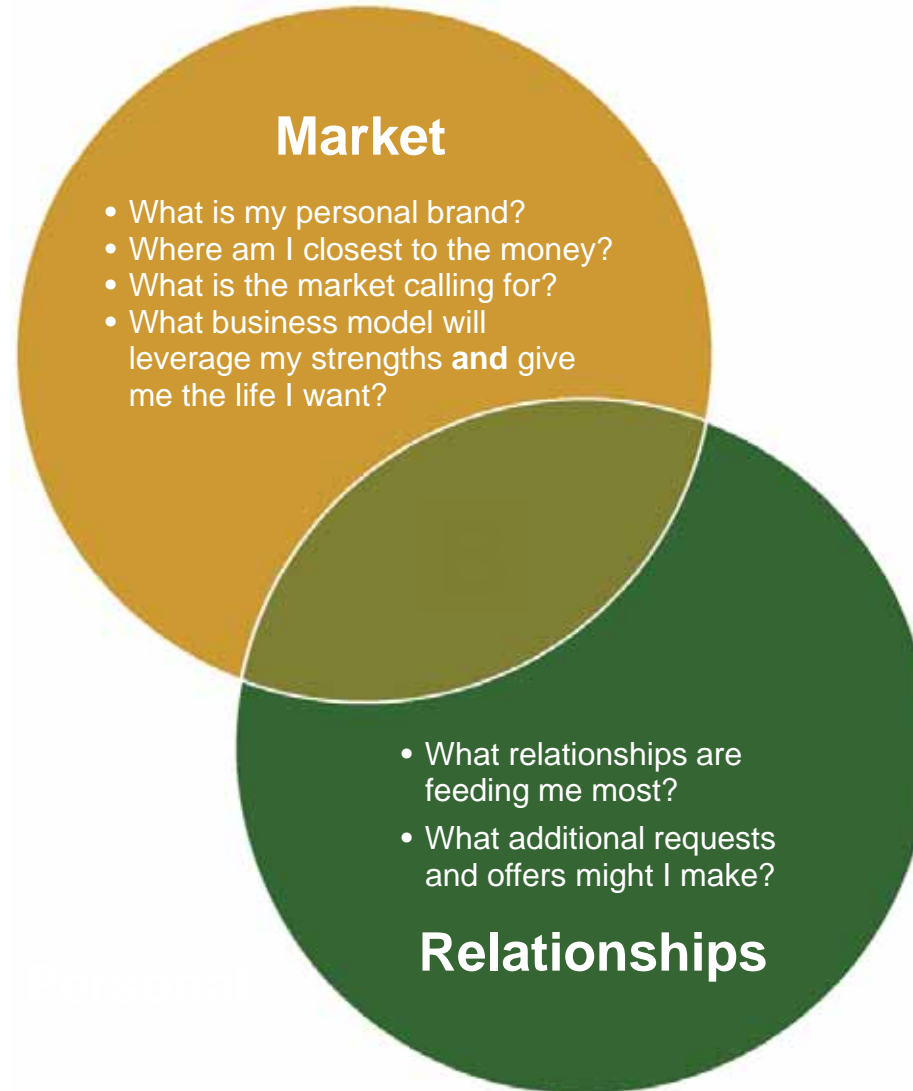 Market
• What is my personal brand?
• Where am I closest to the money?
• What is the market calling for?
• What business model will
leverage my strengths and give
me the life I want?
• What relationships are
feeding me most?
• What additional requests
and offers might I make?
Relationships